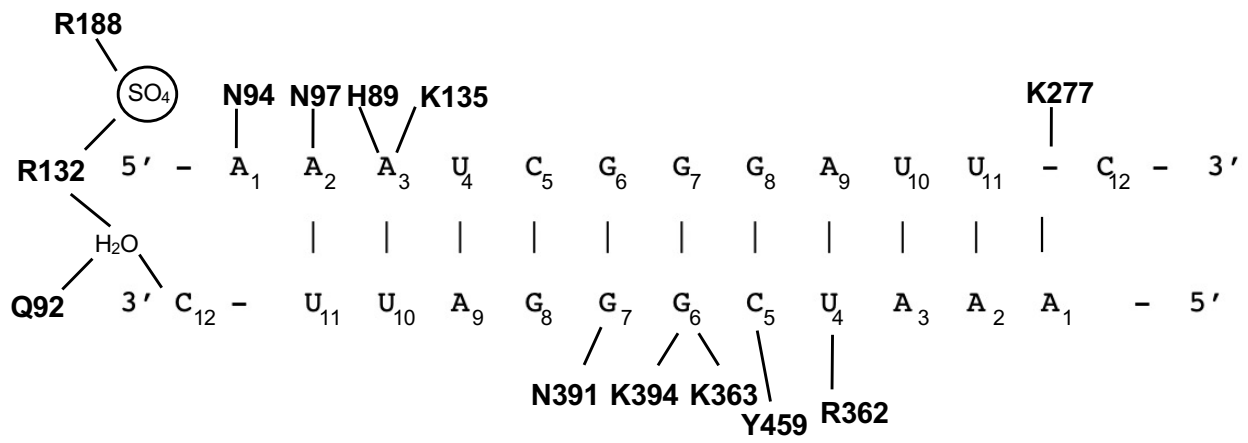 R188
SO₄
N94 N97 H89 K135 K277
R132 5′ – A₁ A₂ A₃ U₄ C₅ G₆ G₇ G₈ A₉ U₁₀ U₁₁ – C₁₂ – 3′
H₂O
Q92 3′ C₁₂ – U₁₁ U₁₀ A₉ G₈ G₇ G₆ C₅ U₄ A₃ A₂ A₁ – 5′
N391 K394 K363
Y459 R362